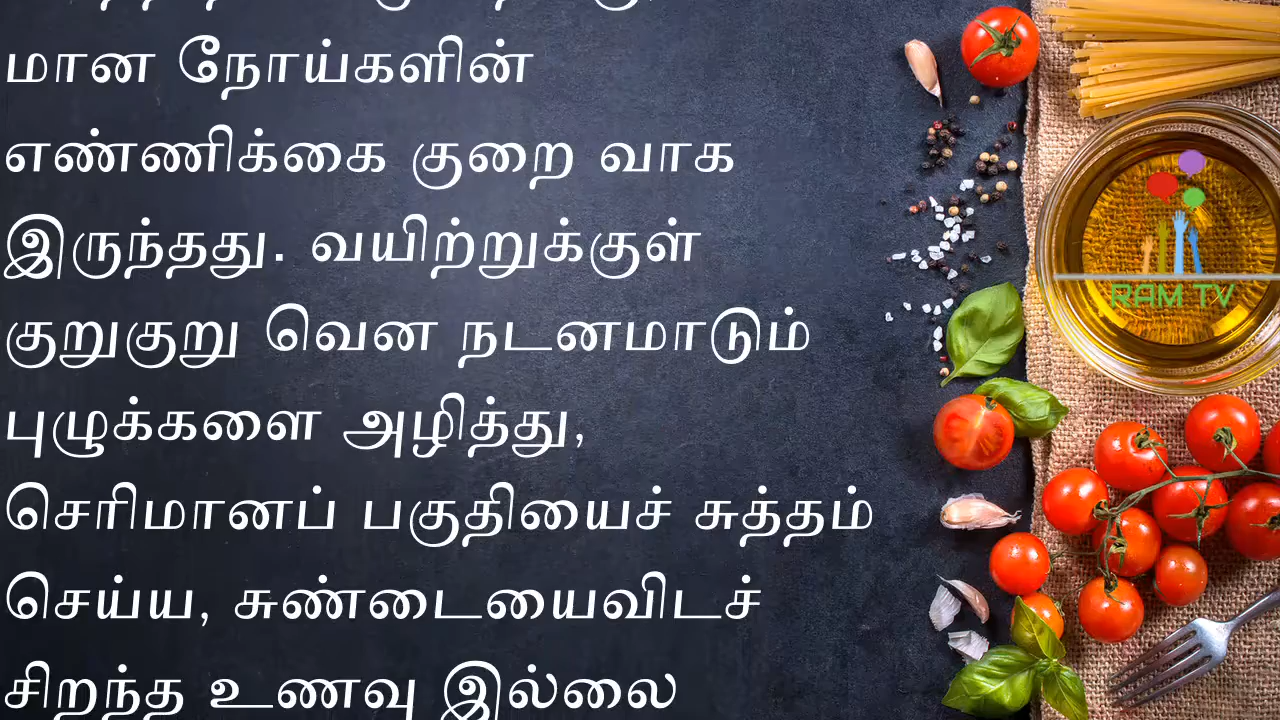 மான நோய்களின்
எண்ணிக்கை குறை வாக
இருந்தது. வயிற்றுக்குள்
குறுகுறு வென நடனமாடும்
புழுக்களை அழித்து,
செரிமானப் பகுதியைச் சுத்தம்
செய்ய, சுண்டையைவிடச்
சிறந்த உணவு இல்லை
RAM TV